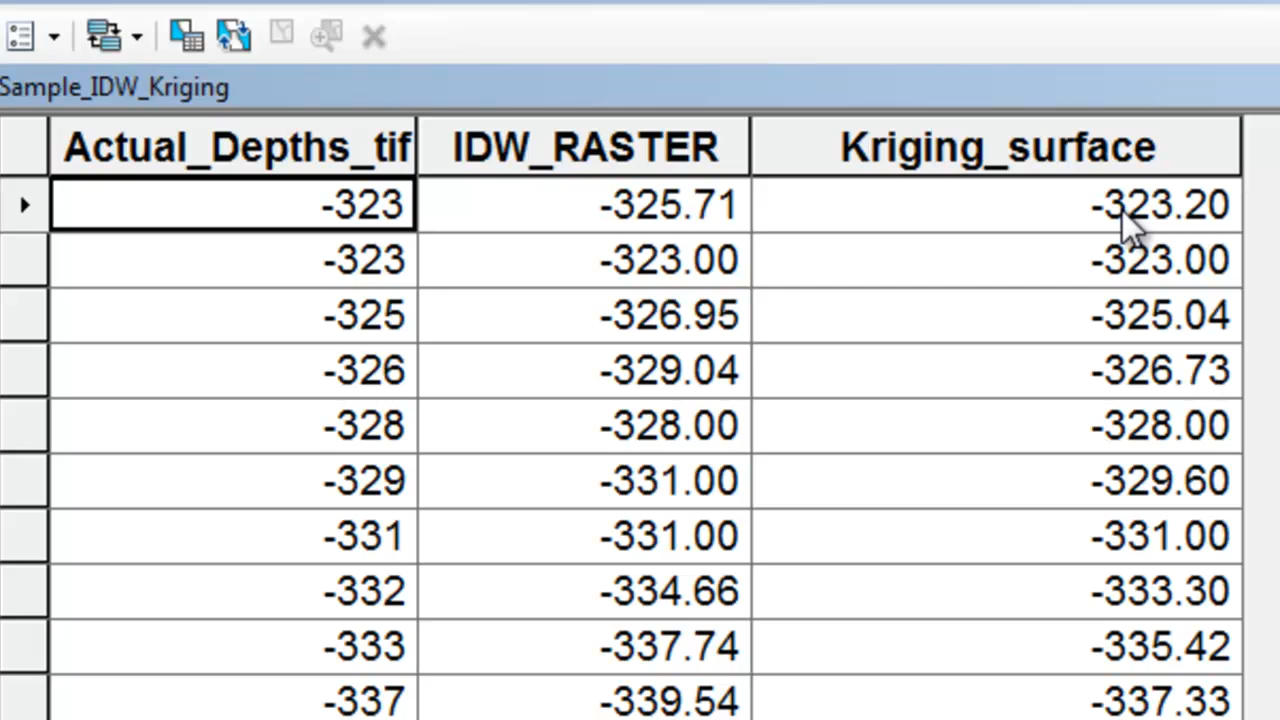 Sample_IDW_Kriging
Actual_Depths_tif IDW_RASTER Kriging_surface
-323 -325.71 -323.20
-323 -323.00 -323.00
-325 -326.95 -325.04
-326 -329.04 -326.73
-328 -328.00 -328.00
-329 -331.00 -329.60
-331 -331.00 -331.00
-332 -334.66 -333.30
-333 -337.74 -335.42
-337 -339.54 -337.33